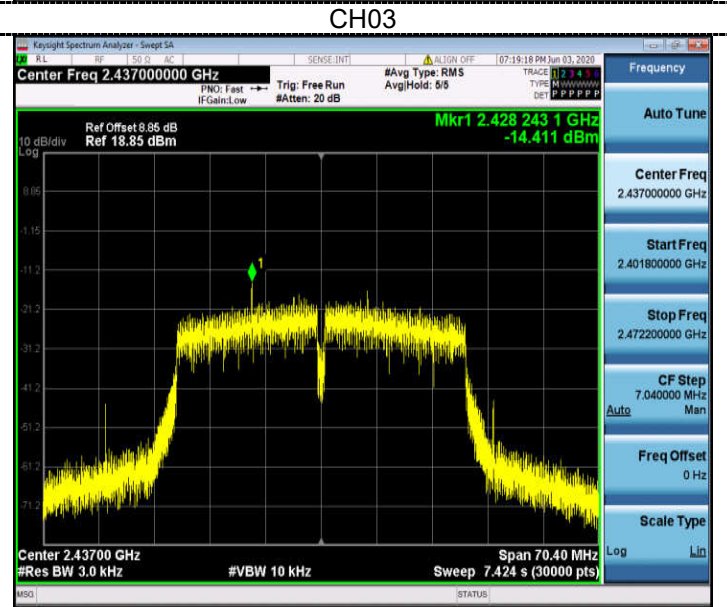 CH03
Keysight Spectrum Analyzer - Swept SA
RL RF 50 Ω AC SENSE:INT ALIGN OFF 07:19:18 PM Jun 03, 2020
Center Freq 2.437000000 GHz
PNO: Fast
IFGain:Low
Trig: Free Run
#Atten: 20 dB
#Avg Type: RMS
Avg|Hold: 5/5
TRACE 1 2 3 4 5 6
TYPE M W W W W W
DET P P P P P P
Ref Offset 8.85 dB
10 dB/div Ref 18.85 dBm
Log
Mkr1 2.428 243 1 GHz
-14.411 dBm
8.85
-1.15
-11.2
-21.2
-31.2
-41.2
-51.2
-61.2
-71.2
1
Center 2.43700 GHz
Span 70.40 MHz
#Res BW 3.0 kHz
#VBW 10 kHz
Sweep 7.424 s (30000 pts)
MSG
STATUS
Frequency
Auto Tune
Center Freq
2.437000000 GHz
Start Freq
2.401800000 GHz
Stop Freq
2.472200000 GHz
CF Step
7.040000 MHz
Auto Man
Freq Offset
0 Hz
Scale Type
Log Lin